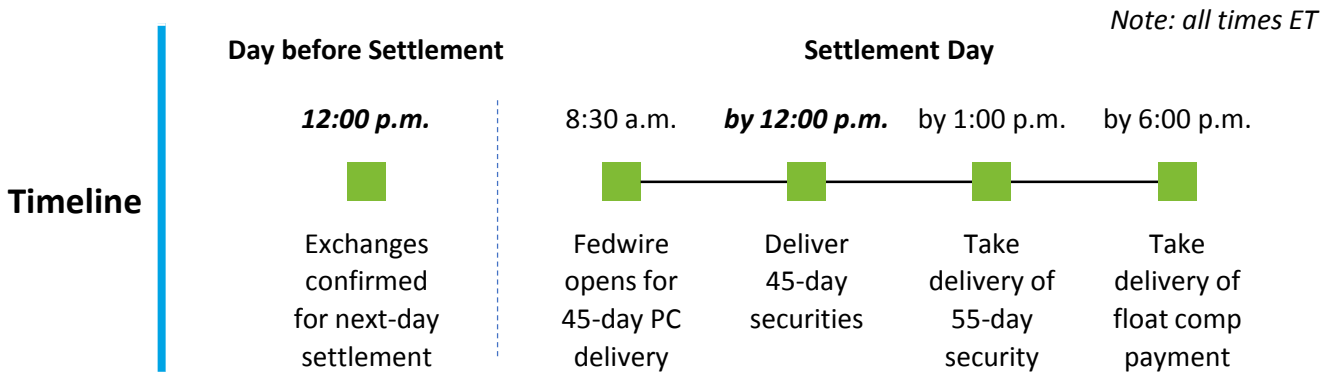 Note: all times ET
Day before Settlement
Settlement Day
12:00 p.m.
8:30 a.m.
by 12:00 p.m.
by 1:00 p.m.
by 6:00 p.m.
Timeline
Exchanges
confirmed
for next-day
settlement
Fedwire
opens for
45-day PC
delivery
Deliver
45-day
securities
Take
delivery of
55-day
security
Take
delivery of
float comp
payment